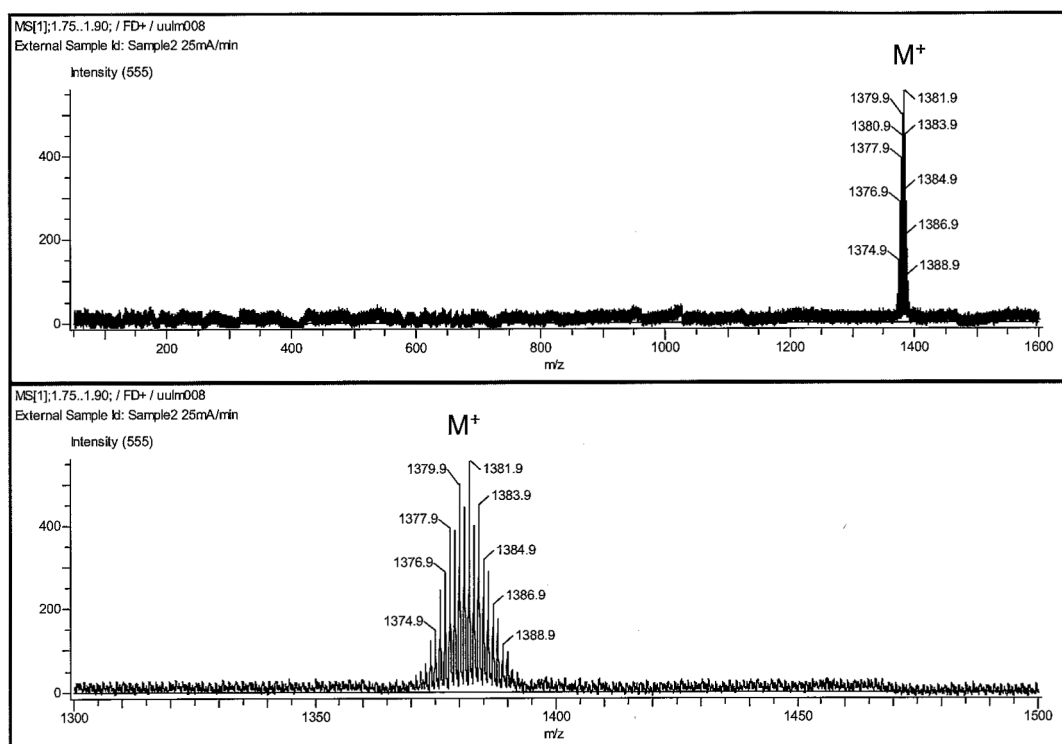 MS[1];1.75..1.90; / FD+ / uulm008
External Sample Id: Sample2 25mA/min
Intensity (555)
M+
1379.9
1381.9
1380.9
1383.9
1377.9
1376.9
1384.9
1386.9
1374.9
1388.9
400
200
0
200 400 600 800 1000 1200 1400 1600
m/z
MS[1];1.75..1.90; / FD+ / uulm008
External Sample Id: Sample2 25mA/min
Intensity (555)
M+
1379.9
1381.9
1383.9
1377.9
1384.9
1376.9
1386.9
1374.9
1388.9
400
200
0
1300 1350 1400 1450 1500
m/z